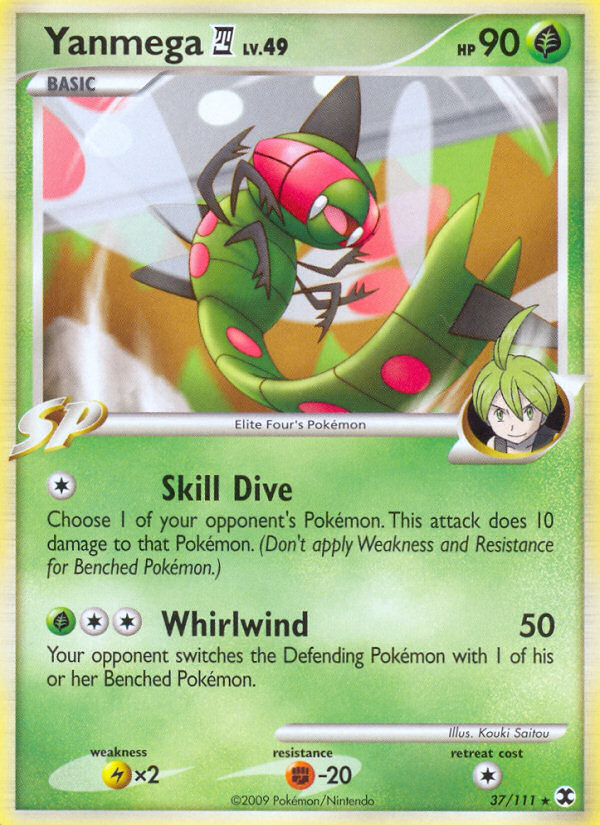 Yanmega 4 LV.49 HP 90
BASIC
SP
Elite Four's Pokémon
Skill Dive
Choose 1 of your opponent's Pokémon. This attack does 10
damage to that Pokémon. (Don't apply Weakness and Resistance
for Benched Pokémon.)
Whirlwind 50
Your opponent switches the Defending Pokémon with 1 of his
or her Benched Pokémon.
Illus. Kouki Saitou
weakness resistance retreat cost
×2 -20
©2009 Pokémon/Nintendo 37/111 ★